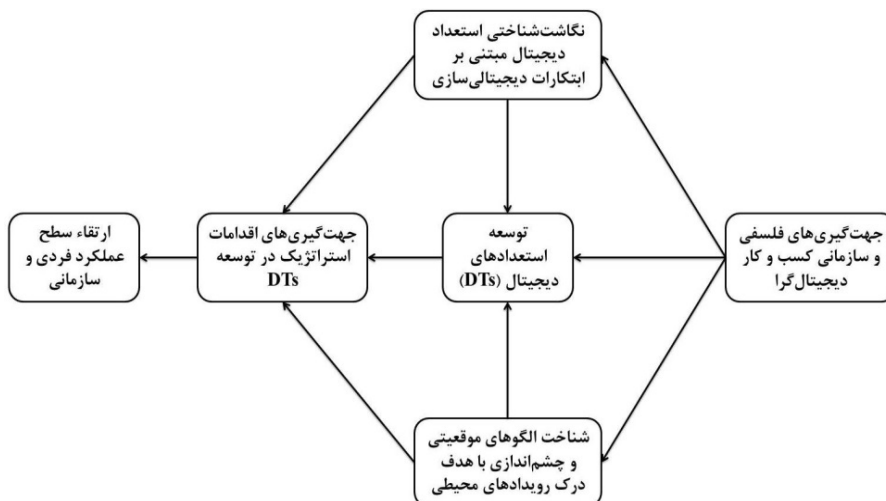 نگاشت‌شناختی استعداد
دیجیتال مبتنی بر
ابتکارات دیجیتالی‌سازی
جهت‌گیری‌های فلسفی
و سازمانی کسب و کار
دیجیتال‌گرا
توسعه
استعدادهای
دیجیتال (DTs)
جهت‌گیری‌های اقدامات
استراتژیک در توسعه
DTs
ارتقاء سطح
عملکرد فردی و
سازمانی
شناخت الگوهای موقعیتی
و چشم‌اندازی با هدف
درک رویدادهای محیطی